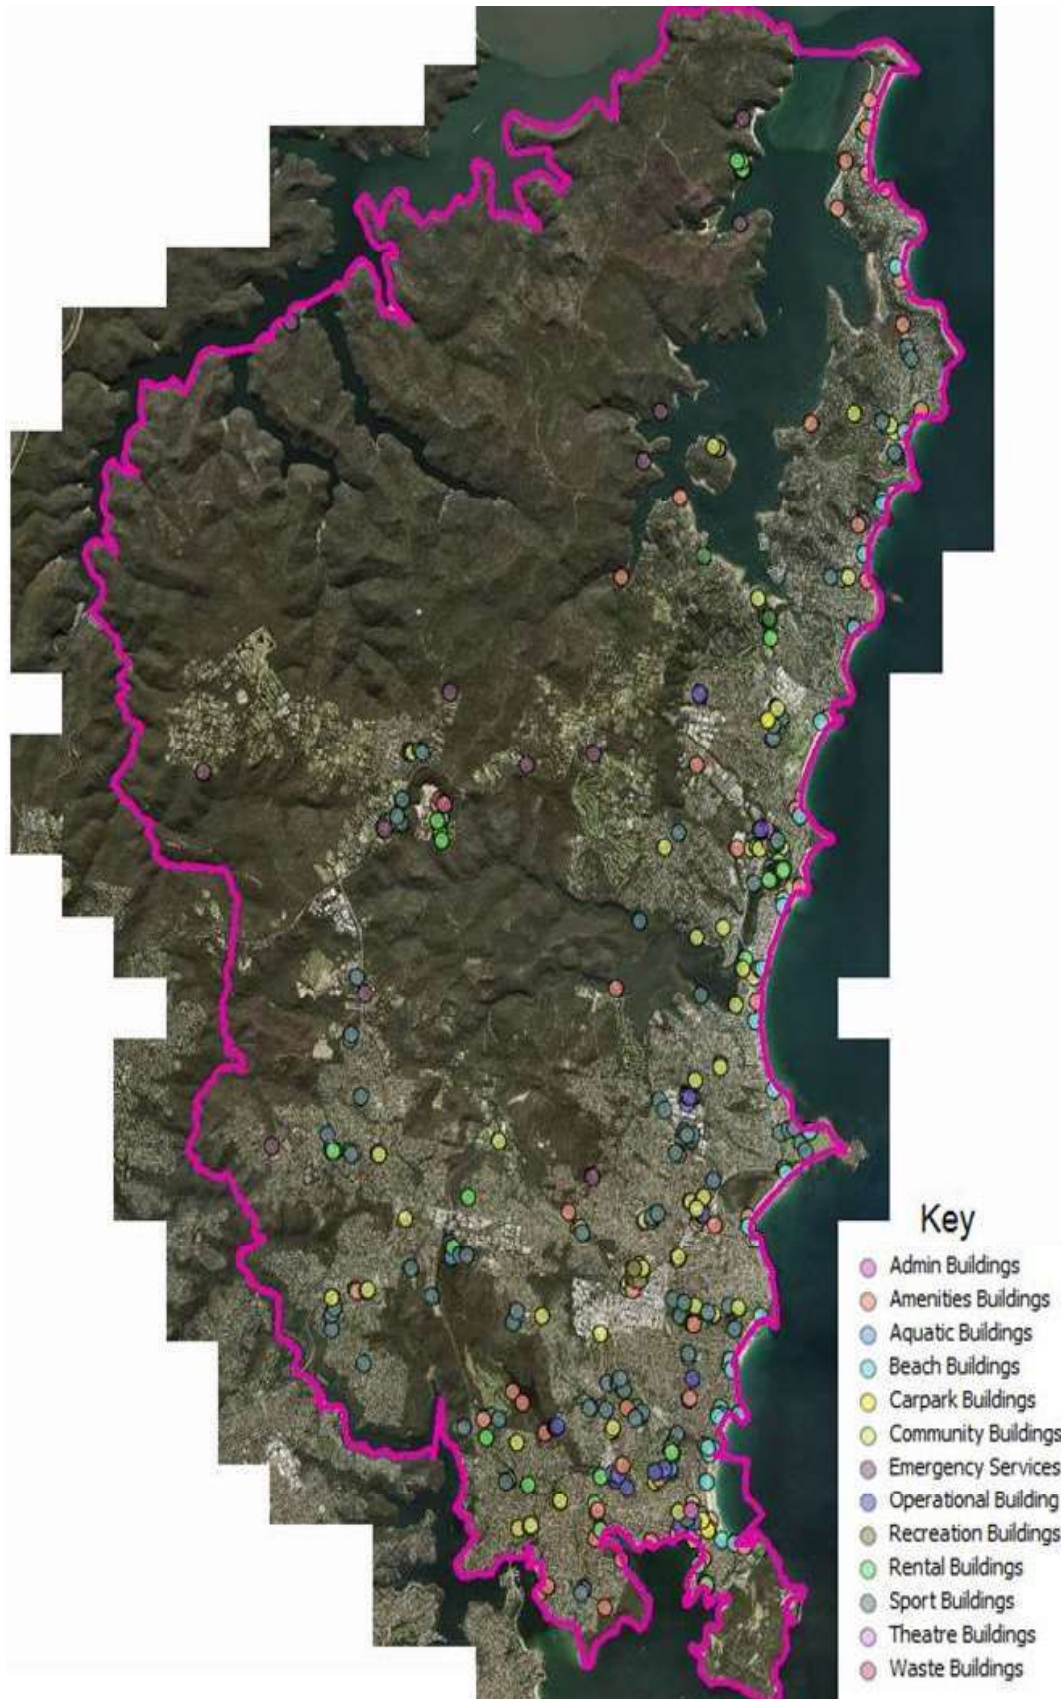 Key
Admin Buildings
Amenities Buildings
Aquatic Buildings
Beach Buildings
Carpark Buildings
Community Buildings
Emergency Services
Operational Building
Recreation Buildings
Rental Buildings
Sport Buildings
Theatre Buildings
Waste Buildings